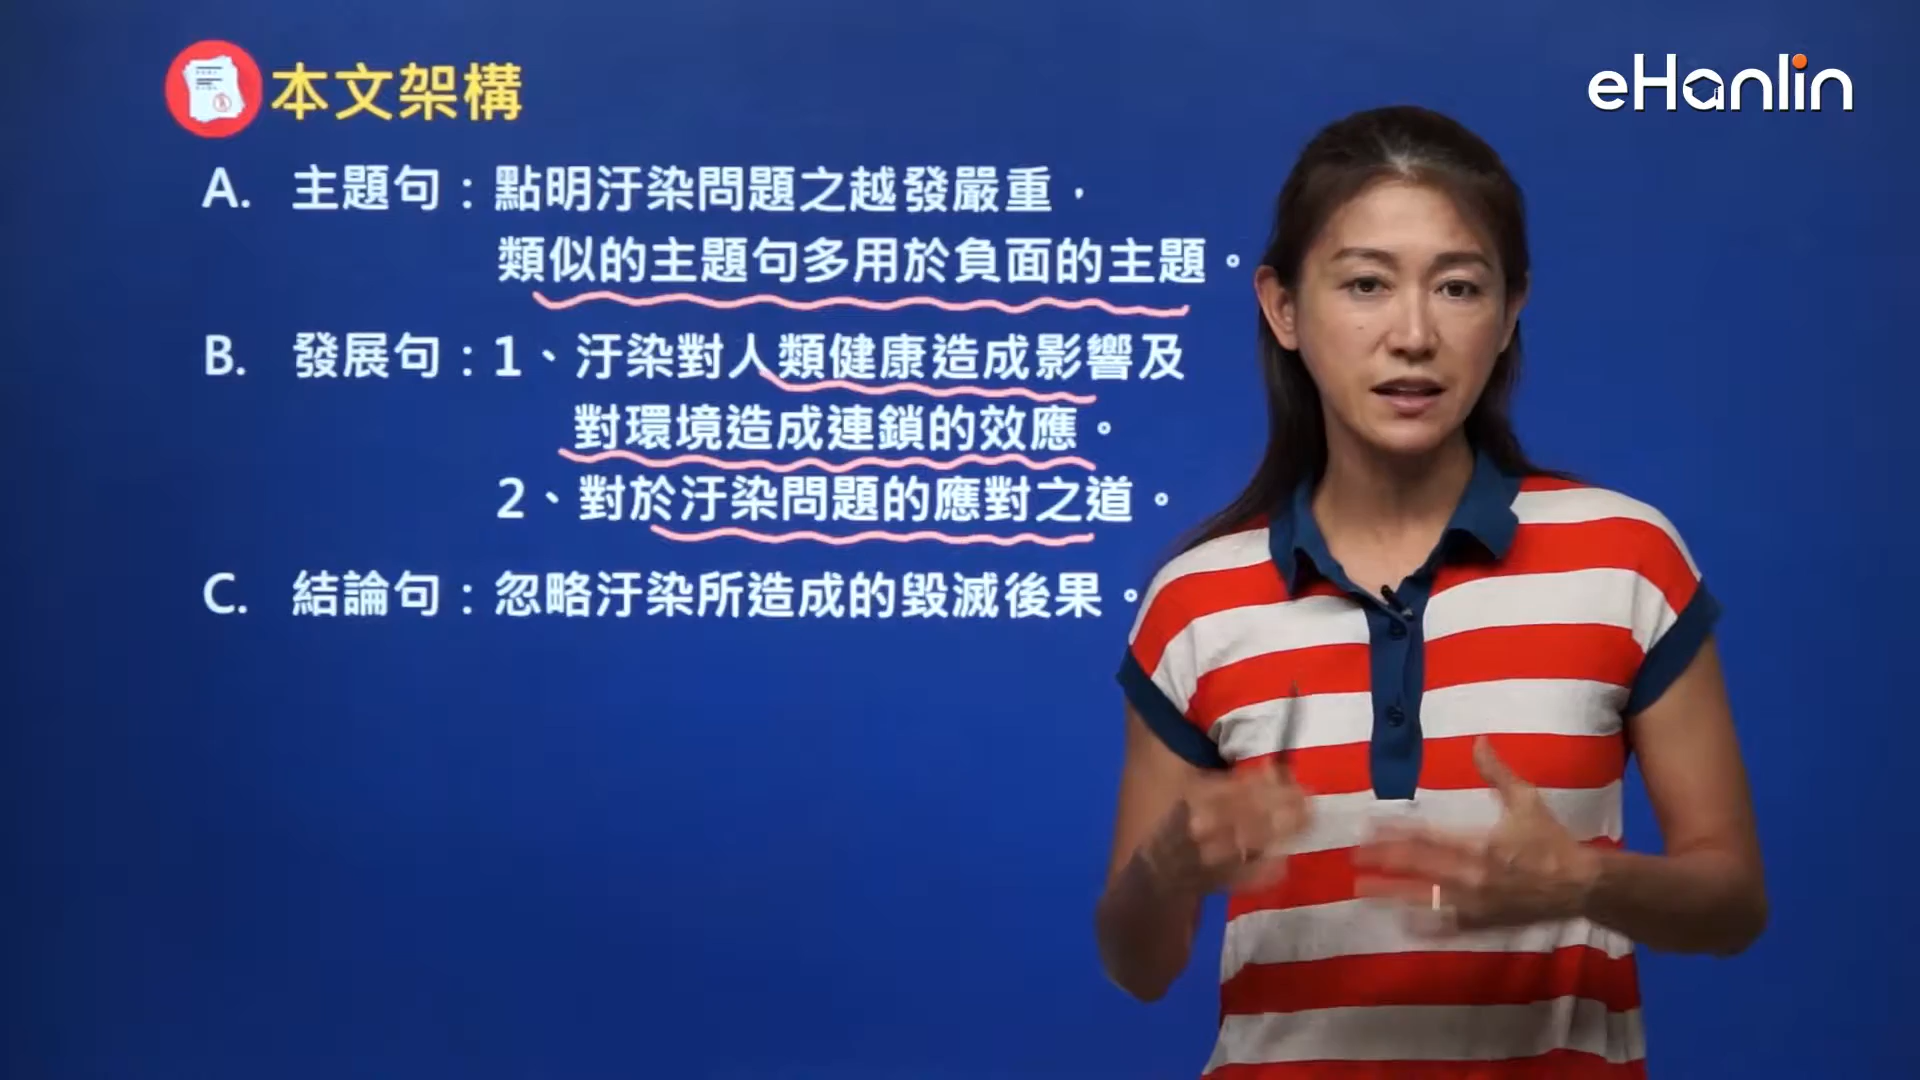 本文架構
eHanlin
A. 主題句：點明汙染問題之越發嚴重，
類似的主題句多用於負面的主題。
B. 發展句：1、汙染對人類健康造成影響及
對環境造成連鎖的效應。
2、對於汙染問題的應對之道。
C. 結論句：忽略汙染所造成的毀滅後果。